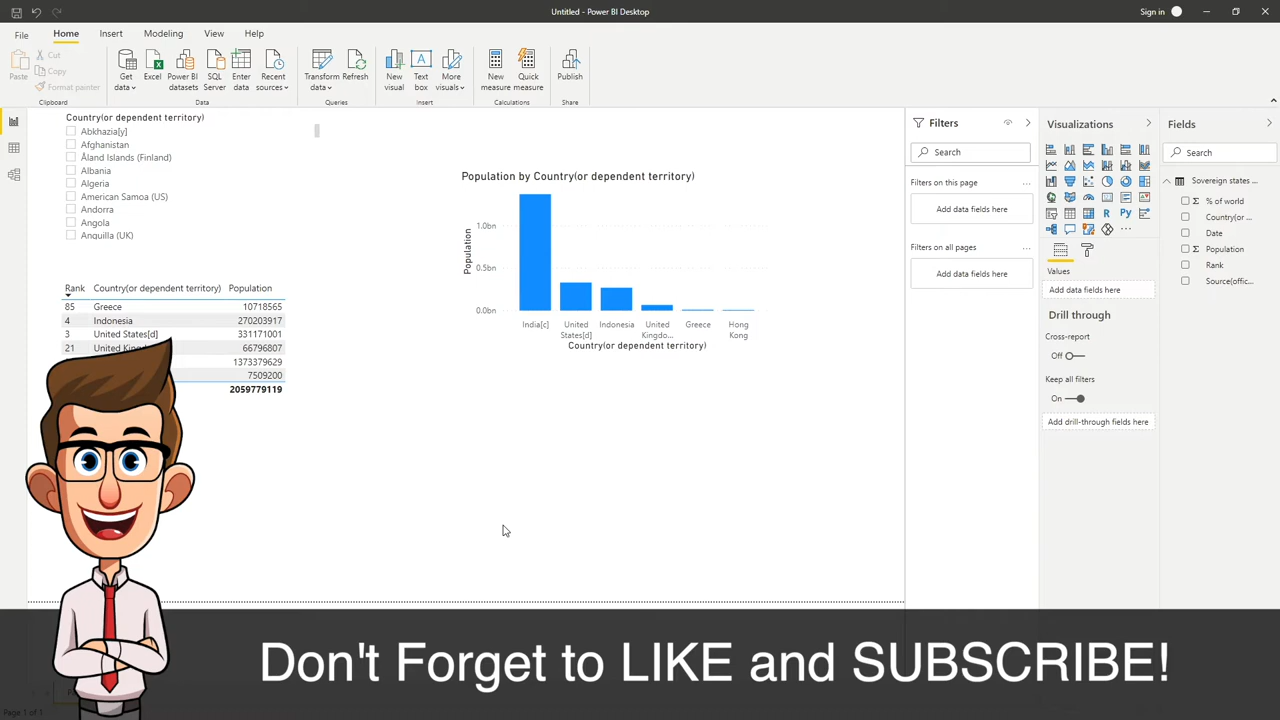 Untitled - Power BI Desktop
Sign in
File Home Insert Modeling View Help
Paste
Cut
Copy
Format painter
Clipboard
Get data
Excel
Power BI datasets
SQL Server
Enter data
Recent sources
Data
Transform data
Refresh
Queries
New visual
Text box
More visuals
Insert
New measure
Quick measure
Calculations
Publish
Share
Country(or dependent territory)
Abkhazia[y]
Afghanistan
Åland Islands (Finland)
Albania
Algeria
American Samoa (US)
Andorra
Angola
Anguilla (UK)
Rank Country(or dependent territory) Population
85 Greece 10718565
4 Indonesia 270203917
3 United States[d] 331171001
21 United 66796807
1373379629
7509200
2059779119
Population by Country(or dependent territory)
Population
1.0bn
0.5bn
0.0bn
India[c]
United States[d]
Indonesia
United Kingdo...
Greece
Hong Kong
Country(or dependent territory)
Filters
Search
Filters on this page ...
Add data fields here
Filters on all pages ...
Add data fields here
Visualizations
R
Py
...
Values
Add data fields here
Drill through
Cross-report
Off
Keep all filters
On
Add drill-through fields here
Fields
Search
Sovereign states ...
Σ % of world
Country(or ...
Date
Σ Population
Rank
Source(offic...
Don't Forget to LIKE and SUBSCRIBE!
Page 1 of 1